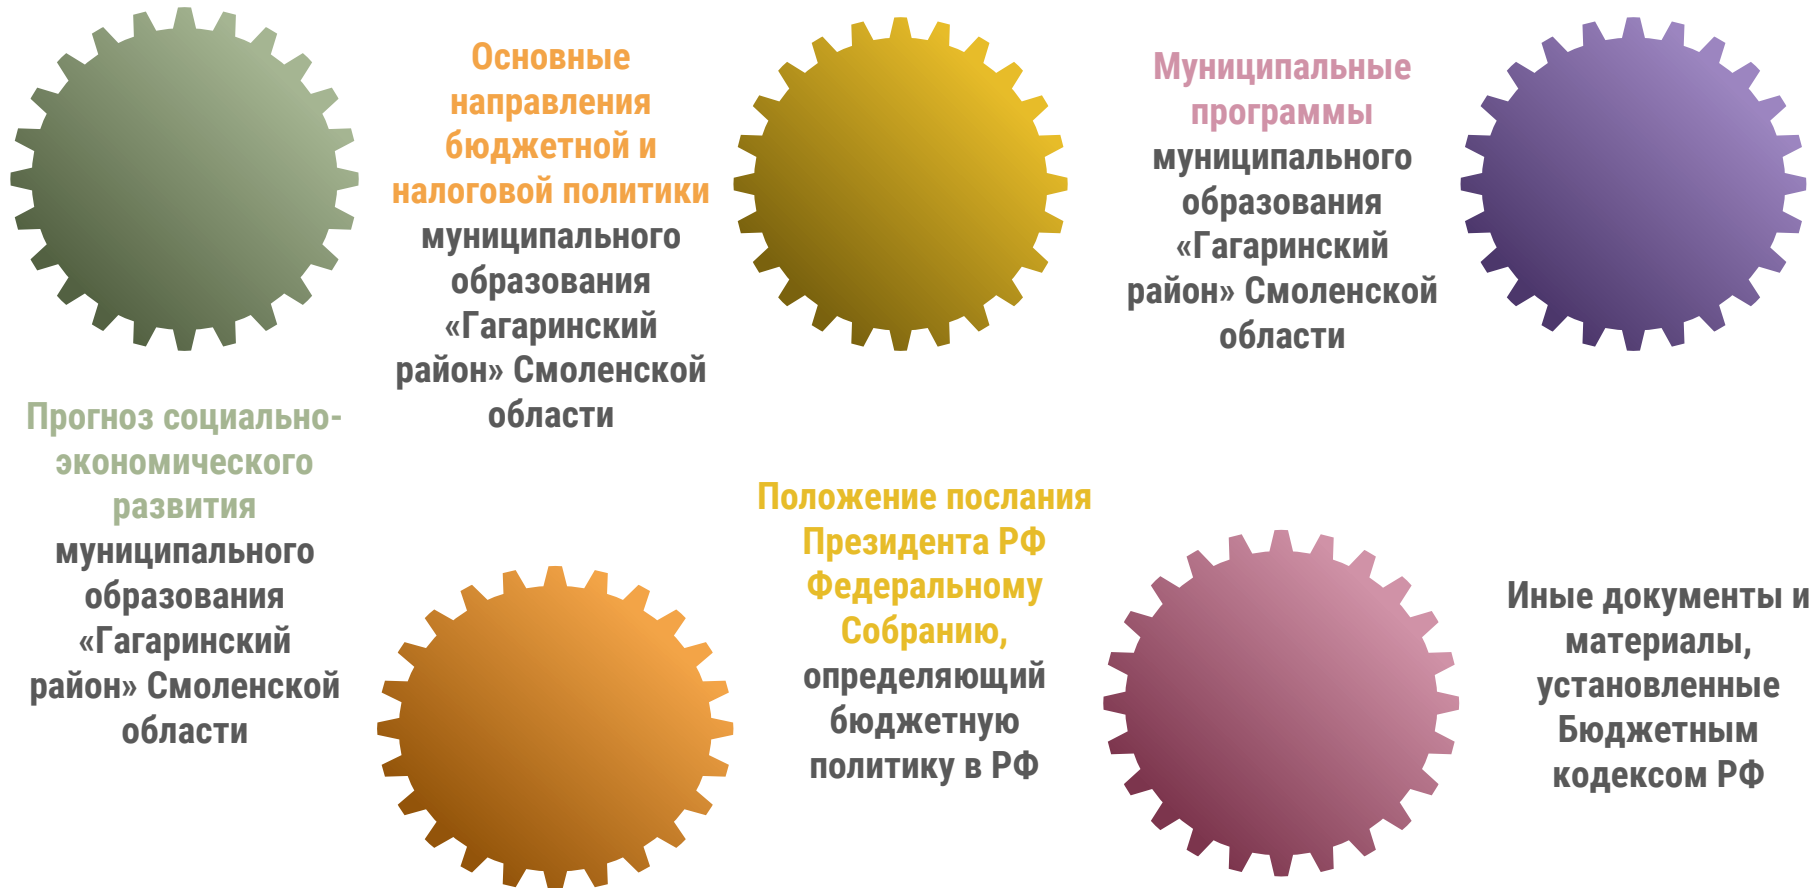 Прогноз социально-
экономического
развития
муниципального
образования
«Гагаринский
район» Смоленской
области
Основные
направления
бюджетной и
налоговой политики
муниципального
образования
«Гагаринский
район» Смоленской
области
Положение послания
Президента РФ
Федеральному
Собранию,
определяющий
бюджетную
политику в РФ
Муниципальные
программы
муниципального
образования
«Гагаринский
район» Смоленской
области
Иные документы и
материалы,
установленные
Бюджетным
кодексом РФ